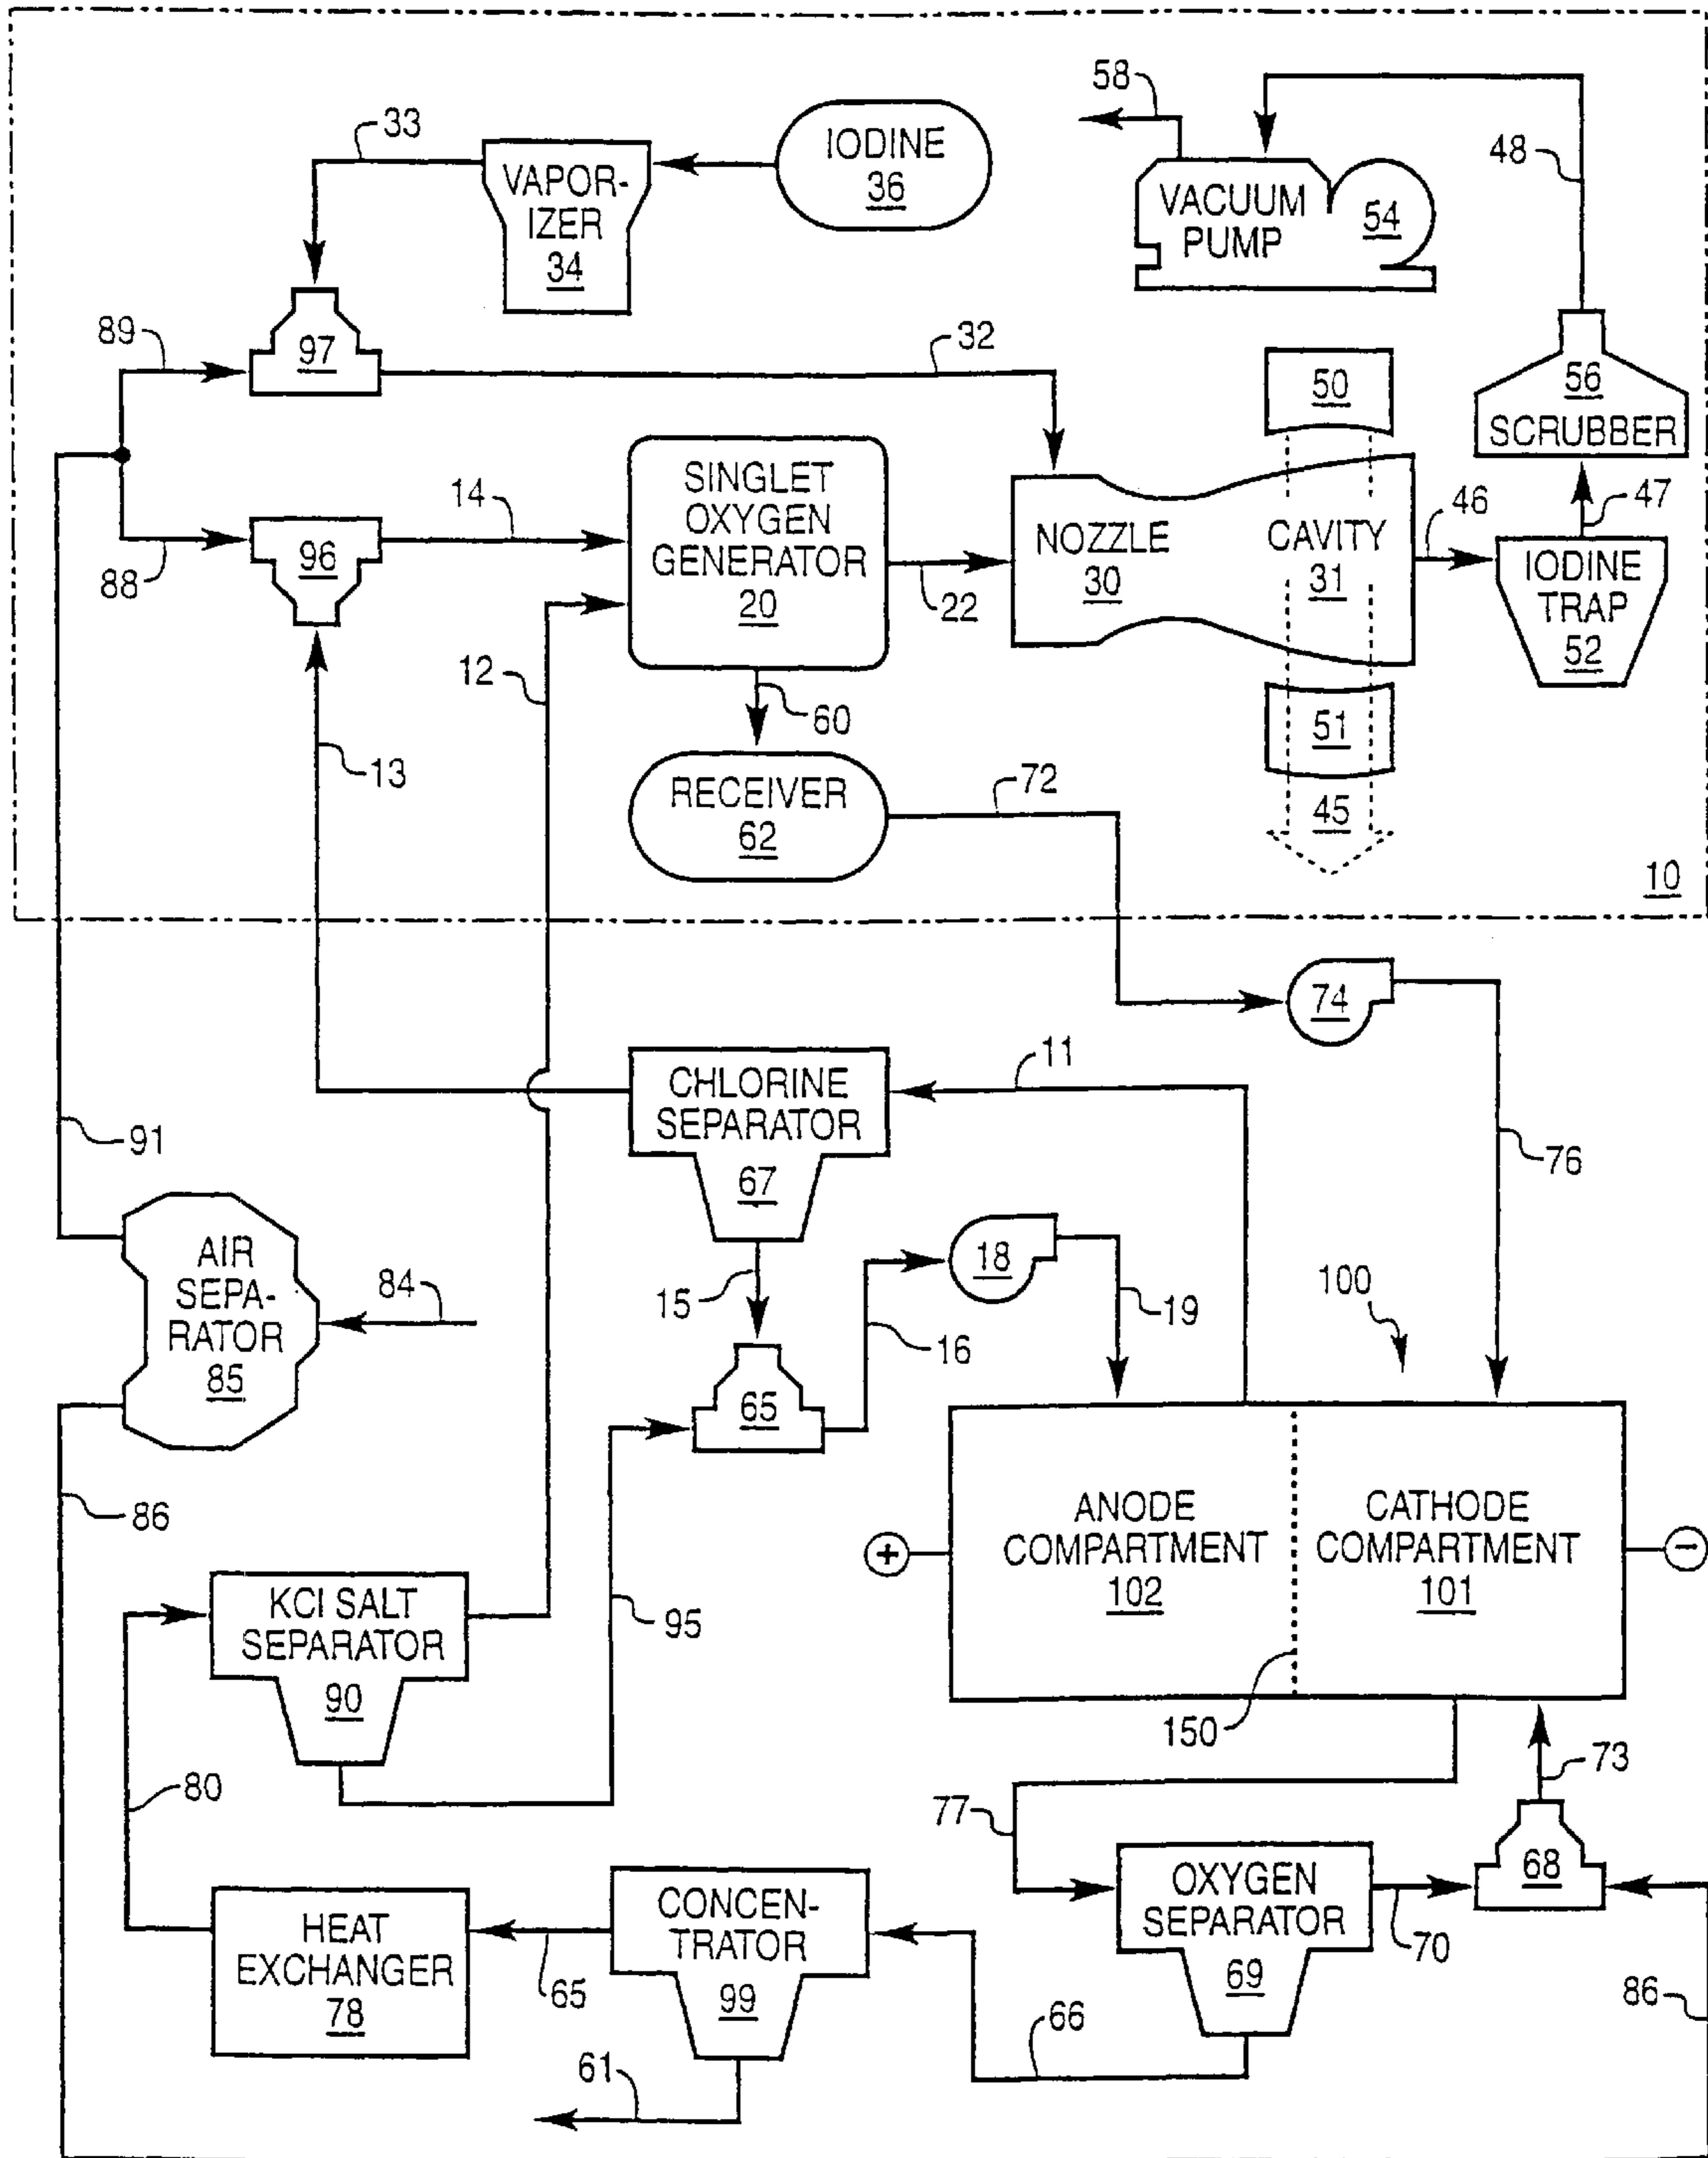 58
33
IODINE
36
48
VAPOR-
IZER
34
VACUUM
PUMP
54
89
97
32
50
56
SCRUBBER
SINGLET
OXYGEN
GENERATOR
20
14
88
96
22
NOZZLE
30
CAVITY
31
46
47
IODINE
TRAP
52
12
60
13
RECEIVER
62
72
51
45
10
74
11
CHLORINE
SEPARATOR
67
91
76
AIR
SEPA-
RATOR
85
84
15
18
19
100
16
65
86
ANODE
COMPARTMENT
102
CATHODE
COMPARTMENT
101
+
−
KCl SALT
SEPARATOR
90
95
150
80
77
73
68
OXYGEN
SEPARATOR
69
70
CONCEN-
TRATOR
99
HEAT
EXCHANGER
78
65
66
86
61